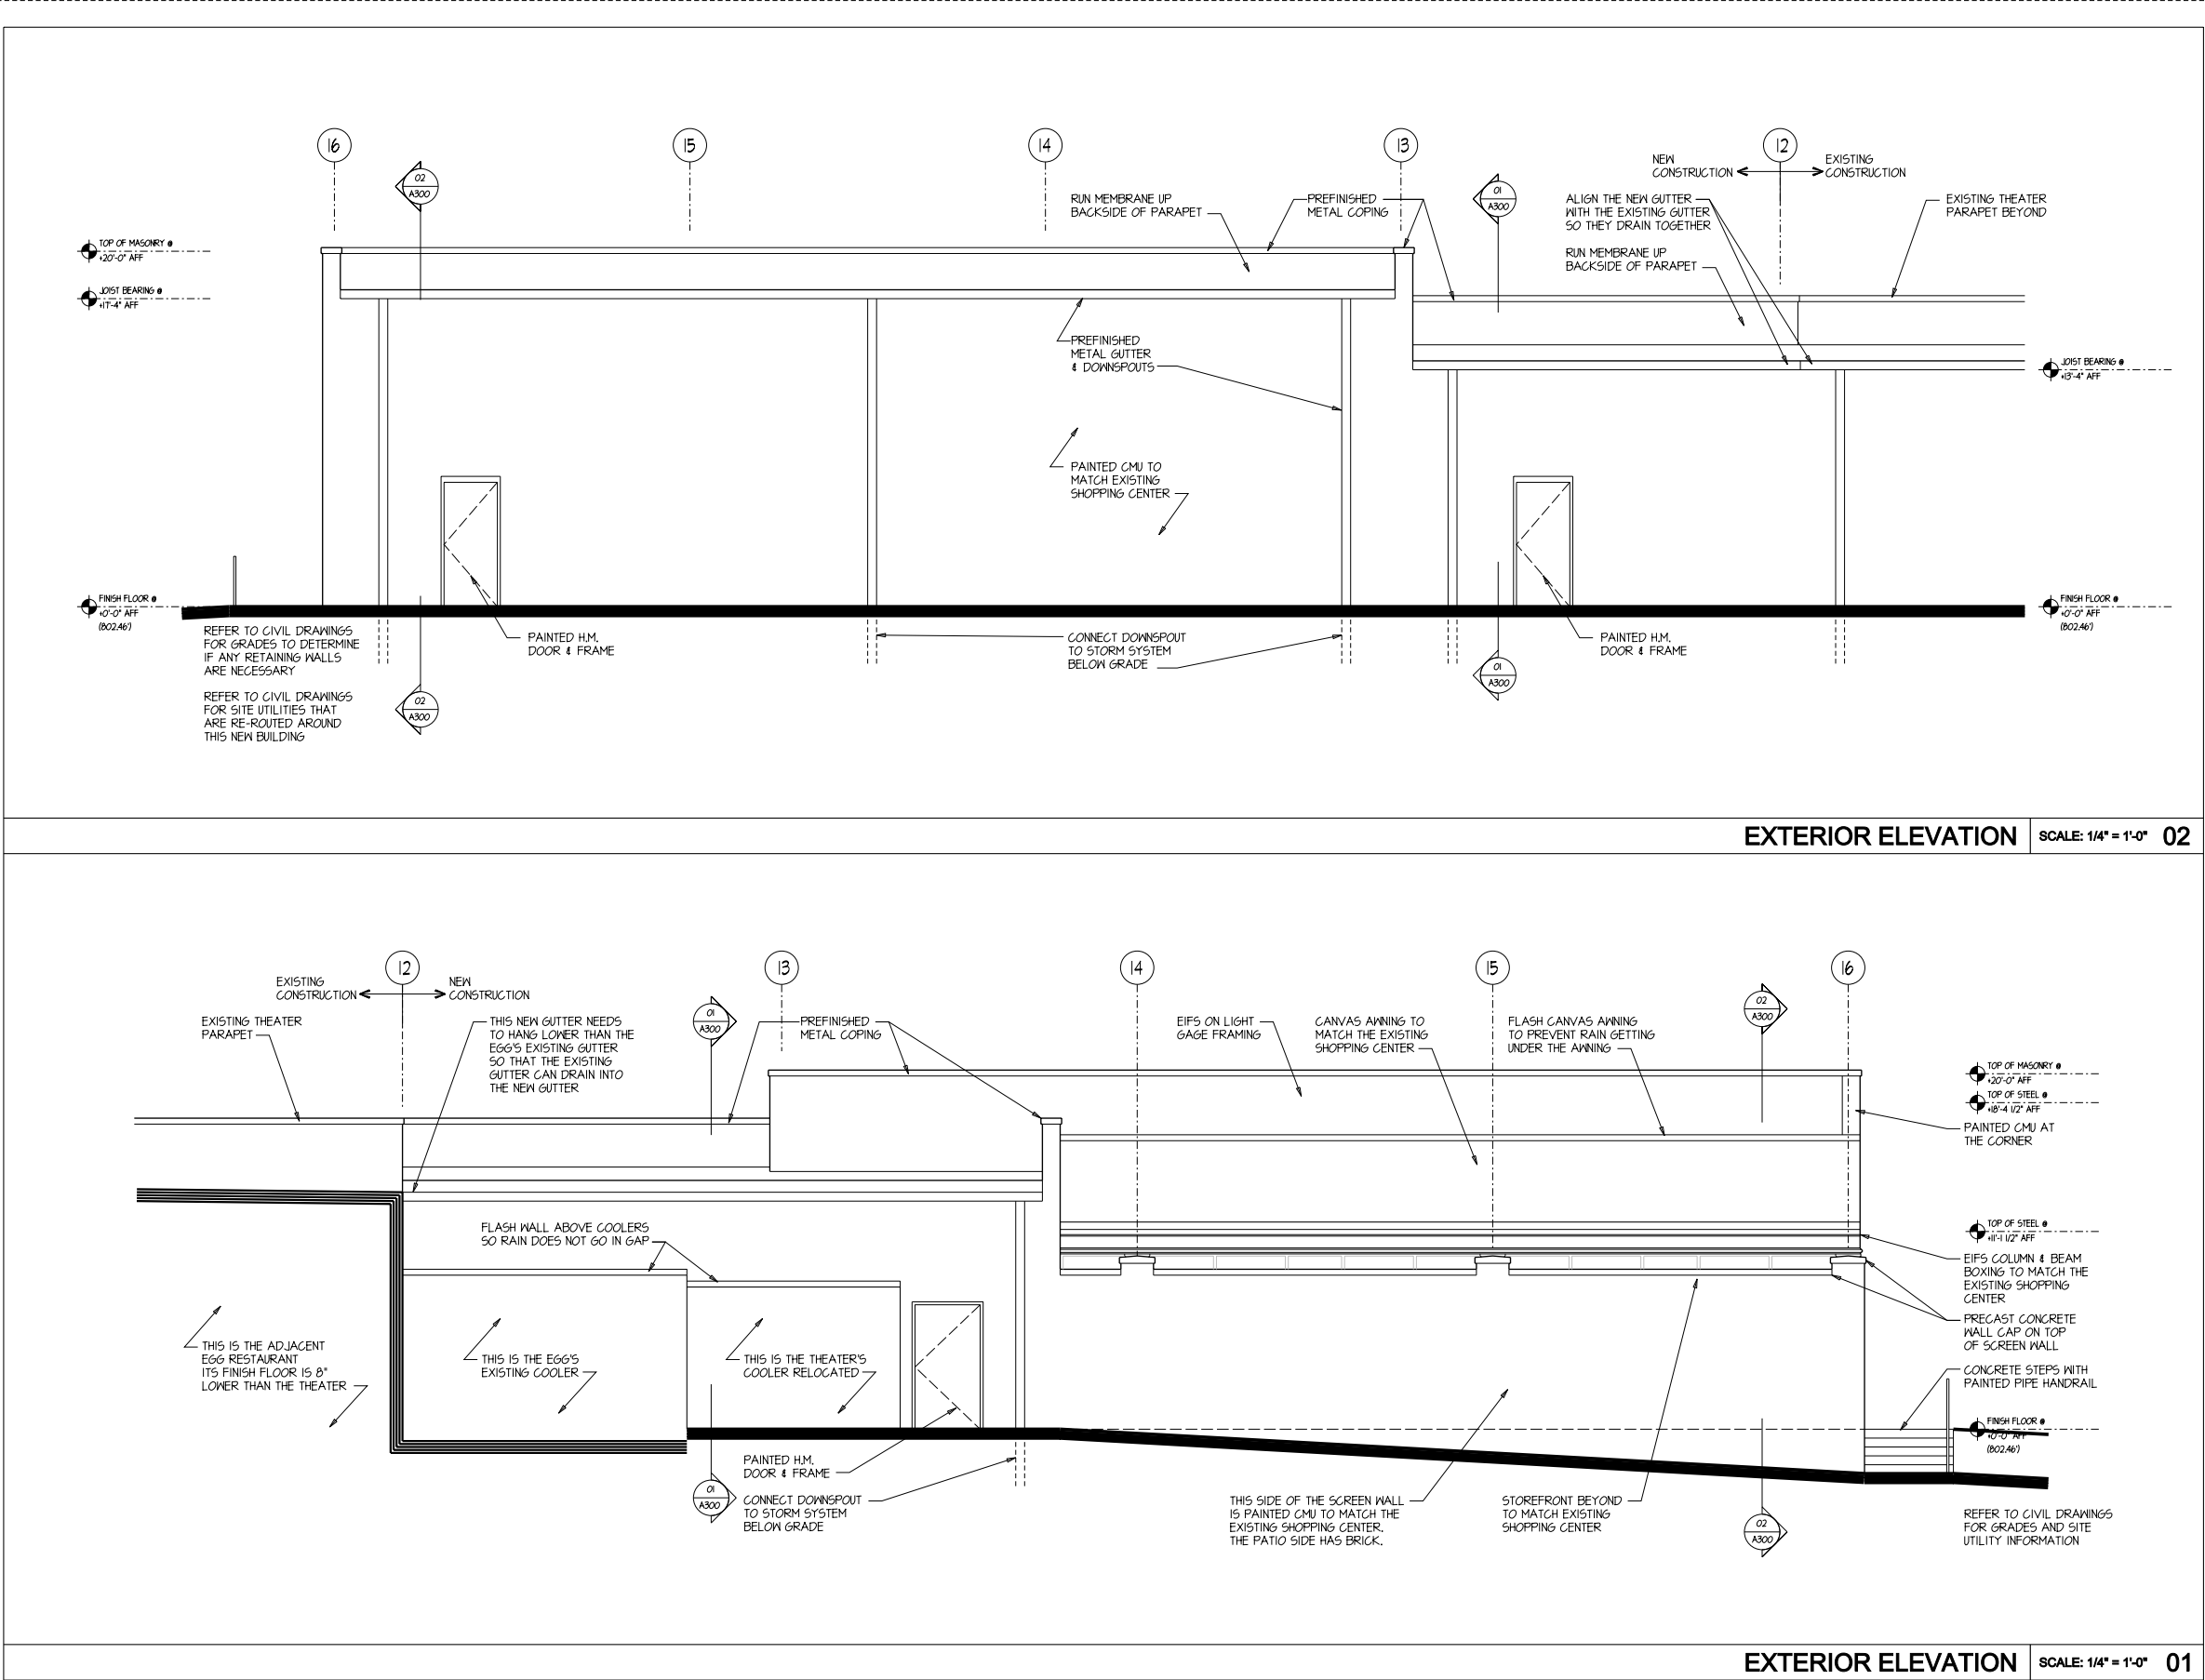 16
15
14
13
12
02
A300
01
A300
NEW
CONSTRUCTION
EXISTING
CONSTRUCTION
RUN MEMBRANE UP
BACKSIDE OF PARAPET
PREFINISHED
METAL COPING
ALIGN THE NEW GUTTER
WITH THE EXISTING GUTTER
SO THEY DRAIN TOGETHER
EXISTING THEATER
PARAPET BEYOND
RUN MEMBRANE UP
BACKSIDE OF PARAPET
TOP OF MASONRY @
+20'-0" AFF
JOIST BEARING @
+17'-4" AFF
PREFINISHED
METAL GUTTER
& DOWNSPOUTS
JOIST BEARING @
+13'-4" AFF
PAINTED CMU TO
MATCH EXISTING
SHOPPING CENTER
FINISH FLOOR @
+0'-0" AFF
(802.46')
FINISH FLOOR @
+0'-0" AFF
(802.46')
REFER TO CIVIL DRAWINGS
FOR GRADES TO DETERMINE
IF ANY RETAINING WALLS
ARE NECESSARY
REFER TO CIVIL DRAWINGS
FOR SITE UTILITIES THAT
ARE RE-ROUTED AROUND
THIS NEW BUILDING
PAINTED H.M.
DOOR & FRAME
CONNECT DOWNSPOUT
TO STORM SYSTEM
BELOW GRADE
PAINTED H.M.
DOOR & FRAME
02
A300
01
A300
EXTERIOR ELEVATION
SCALE: 1/4" = 1'-0"
02
12
13
14
15
16
EXISTING
CONSTRUCTION
NEW
CONSTRUCTION
01
A300
02
A300
EXISTING THEATER
PARAPET
THIS NEW GUTTER NEEDS
TO HANG LOWER THAN THE
EGG'S EXISTING GUTTER
SO THAT THE EXISTING
GUTTER CAN DRAIN INTO
THE NEW GUTTER
PREFINISHED
METAL COPING
EIFS ON LIGHT
GAGE FRAMING
CANVAS AWNING TO
MATCH THE EXISTING
SHOPPING CENTER
FLASH CANVAS AWNING
TO PREVENT RAIN GETTING
UNDER THE AWNING
TOP OF MASONRY @
+20'-0" AFF
TOP OF STEEL @
+18'-4 1/2" AFF
PAINTED CMU AT
THE CORNER
FLASH WALL ABOVE COOLERS
SO RAIN DOES NOT GO IN GAP
TOP OF STEEL @
+11'-1 1/2" AFF
EIFS COLUMN & BEAM
BOXING TO MATCH THE
EXISTING SHOPPING
CENTER
PRECAST CONCRETE
WALL CAP ON TOP
OF SCREEN WALL
CONCRETE STEPS WITH
PAINTED PIPE HANDRAIL
THIS IS THE ADJACENT
EGG RESTAURANT
ITS FINISH FLOOR IS 8"
LOWER THAN THE THEATER
THIS IS THE EGG'S
EXISTING COOLER
THIS IS THE THEATER'S
COOLER RELOCATED
FINISH FLOOR @
+0'-0" AFF
(802.46')
PAINTED H.M.
DOOR & FRAME
01
A300
CONNECT DOWNSPOUT
TO STORM SYSTEM
BELOW GRADE
THIS SIDE OF THE SCREEN WALL
IS PAINTED CMU TO MATCH THE
EXISTING SHOPPING CENTER.
THE PATIO SIDE HAS BRICK.
STOREFRONT BEYOND
TO MATCH EXISTING
SHOPPING CENTER
02
A300
REFER TO CIVIL DRAWINGS
FOR GRADES AND SITE
UTILITY INFORMATION
EXTERIOR ELEVATION
SCALE: 1/4" = 1'-0"
01